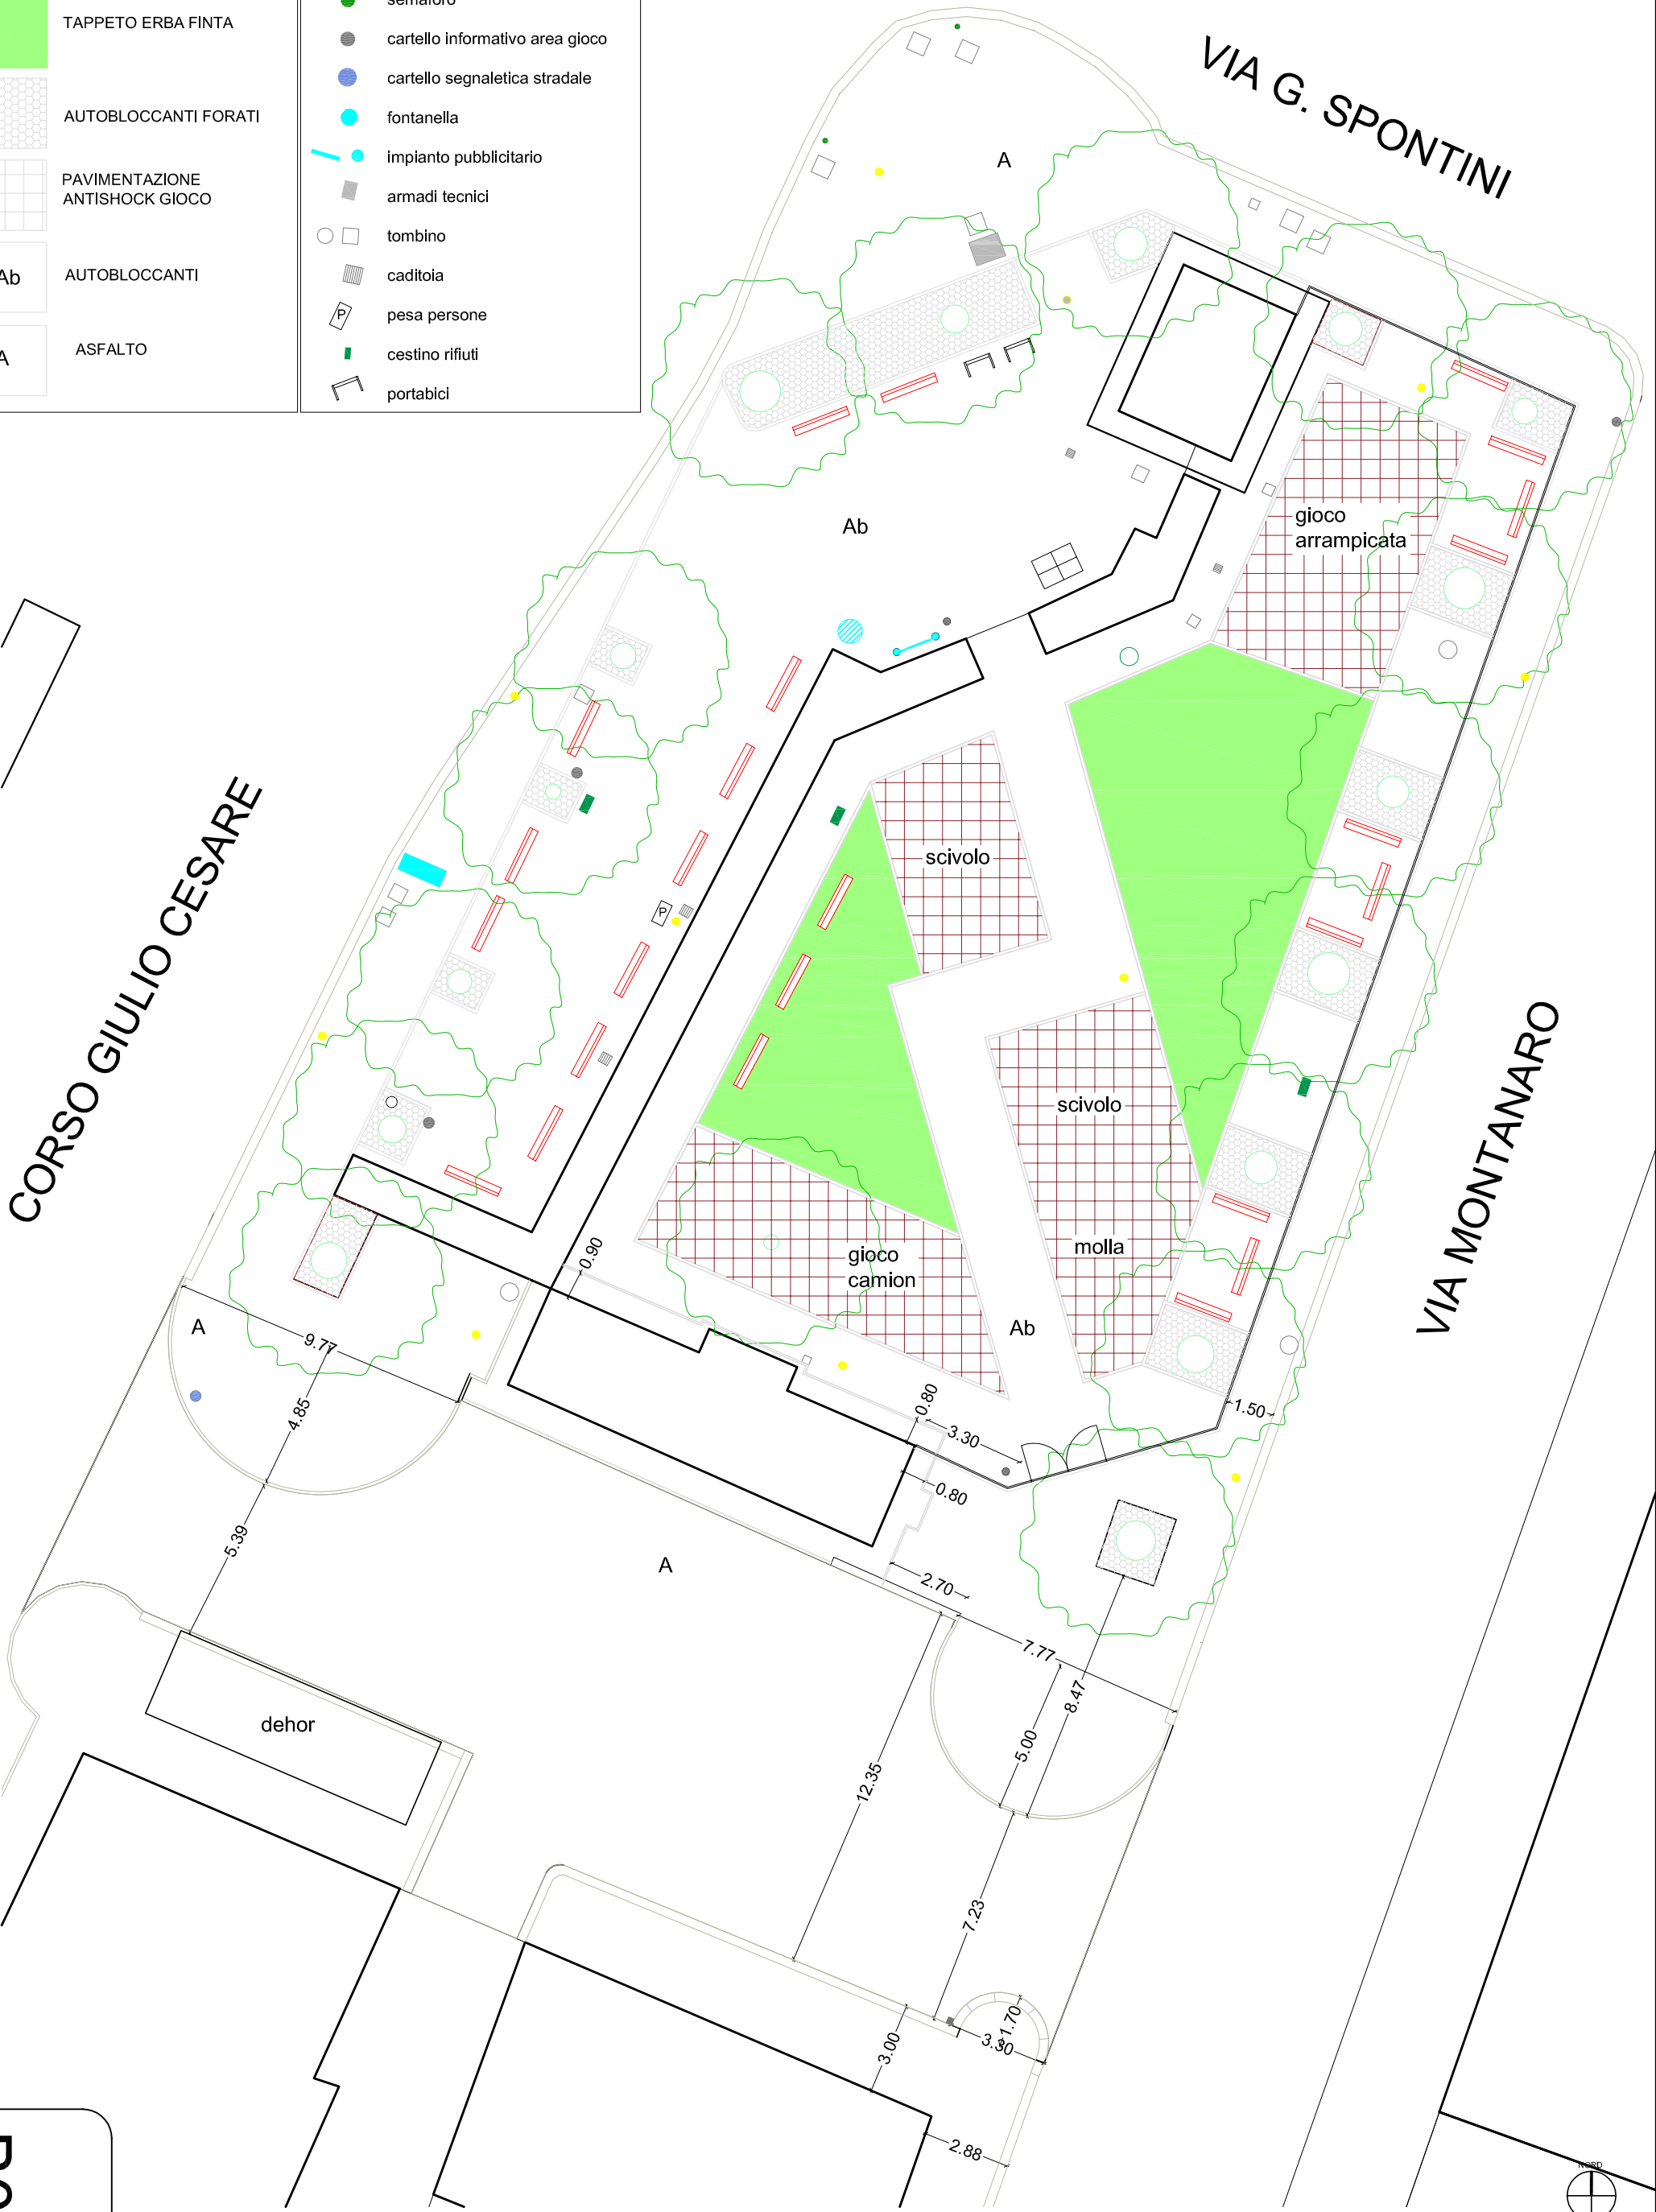 TAPPETO ERBA FINTA
AUTOBLOCCANTI FORATI
PAVIMENTAZIONE
ANTISHOCK GIOCO
Ab
AUTOBLOCCANTI
A
ASFALTO
semaforo
cartello informativo area gioco
cartello segnaletica stradale
fontanella
impianto pubblicitario
armadi tecnici
tombino
caditoia
P
pesa persone
cestino rifiuti
portabici
VIA G. SPONTINI
A
Ab
gioco
arrampicata
scivolo
P
CORSO GIULIO CESARE
scivolo
molla
gioco
camion
VIA MONTANARO
Ab
0.90
A
9.77
4.85
5.39
0.80
3.30
0.80
1.50
A
2.70
7.77
8.47
5.00
12.35
7.23
dehor
1.70
3.30
3.00
2.88
NORD